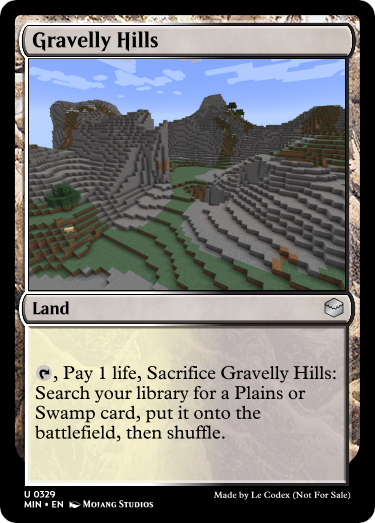 Gravelly Hills
Land
, Pay 1 life, Sacrifice Gravelly Hills:
Search your library for a Plains or
Swamp card, put it onto the
battlefield, then shuffle.
U 0329
MIN • EN Mojang Studios
Made by Le Codex (Not For Sale)